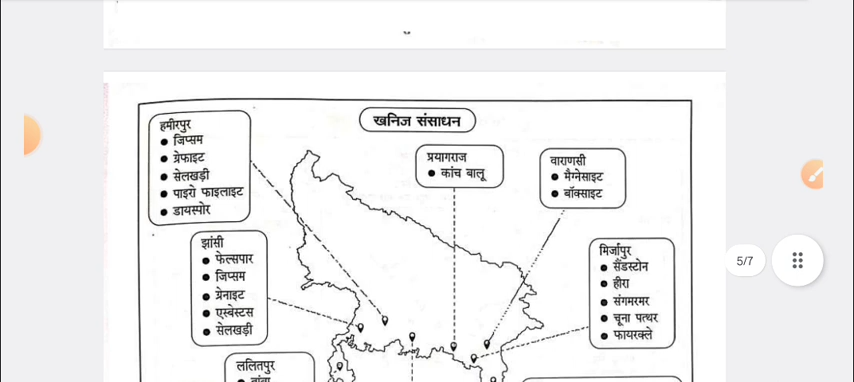 खनिज संसाधन
हमीरपुर
● जिप्सम
● ग्रेफाइट
● सेलखड़ी
● पाइरो फाइलाइट
● डायस्पोर
प्रयागराज
● कांच बालू
वाराणसी
● मैग्नेसाइट
● बॉक्साइट
झांसी
● फेल्सपार
● जिप्सम
● ग्रेनाइट
● एस्बेस्टस
● सेलखड़ी
मिर्जापुर
● सैंडस्टोन
● हीरा
● संगमरमर
● चूना पत्थर
● फायरक्ले
5/7
ललितपुर